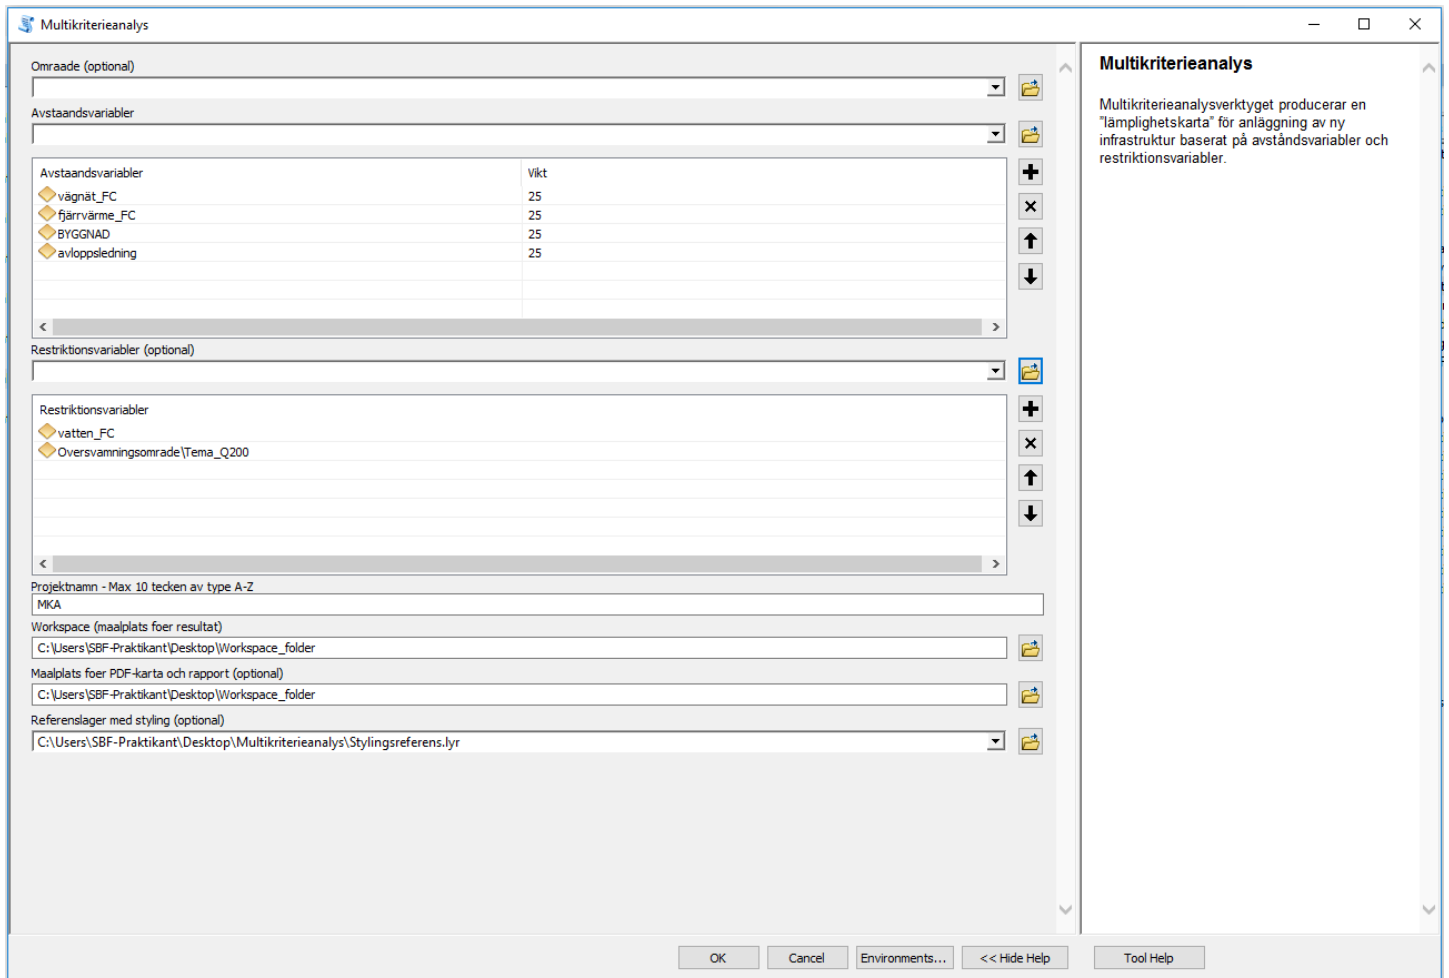 Multikriterieanalys
Omraade (optional)
Avstaandsvariabler
Avstaandsvariabler Vikt
vägnät_FC 25
fjärrvärme_FC 25
BYGGNAD 25
avloppsledning 25
Restriktionsvariabler (optional)
Restriktionsvariabler
vatten_FC
Oversvamningsomrade\Tema_Q200
Projektnamn - Max 10 tecken av type A-Z
MKA
Workspace (maalplats foer resultat)
C:\Users\SBF-Praktikant\Desktop\Workspace_folder
Maalplats foer PDF-karta och rapport (optional)
C:\Users\SBF-Praktikant\Desktop\Workspace_folder
Referenslager med styling (optional)
C:\Users\SBF-Praktikant\Desktop\Multikriterieanalys\Stylingsreferens.lyr
Multikriterieanalys
Multikriterieanalysverktyget producerar en
"lämplighetskarta" för anläggning av ny
infrastruktur baserat på avståndsvariabler och
restriktionsvariabler.
OK Cancel Environments... << Hide Help Tool Help